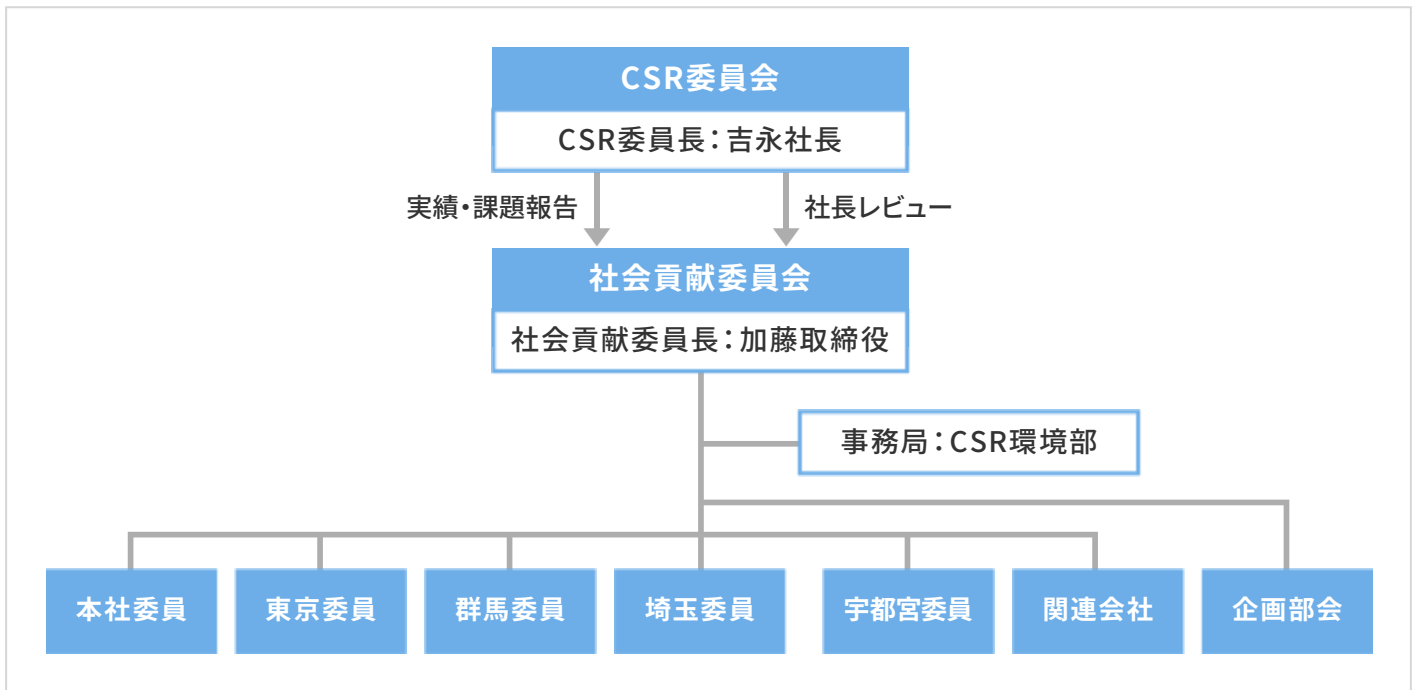 CSR委員会
CSR委員長：吉永社長
実績・課題報告
社長レビュー
社会貢献委員会
社会貢献委員長：加藤取締役
事務局：CSR環境部
本社委員
東京委員
群馬委員
埼玉委員
宇都宮委員
関連会社
企画部会